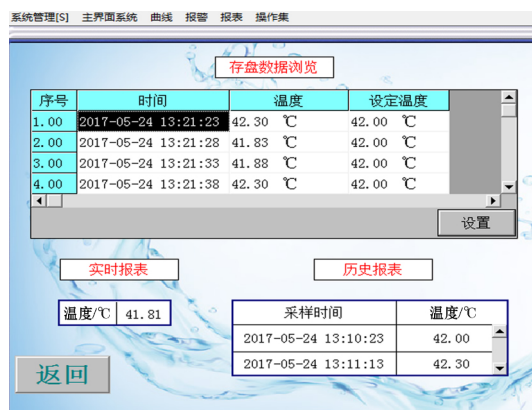 系统管理[S] 主界面系统 曲线 报警 报表 操作集
存盘数据浏览
序号 时间 温度 设定温度
1.00 2017-05-24 13:21:23 42.30 ℃ 42.00 ℃
2.00 2017-05-24 13:21:28 41.83 ℃ 42.00 ℃
3.00 2017-05-24 13:21:33 41.88 ℃ 42.00 ℃
4.00 2017-05-24 13:21:38 42.30 ℃ 42.00 ℃
设置
实时报表 历史报表
温度/℃ 41.81
采样时间 温度/℃
2017-05-24 13:10:23 42.00
2017-05-24 13:11:13 42.30
返回